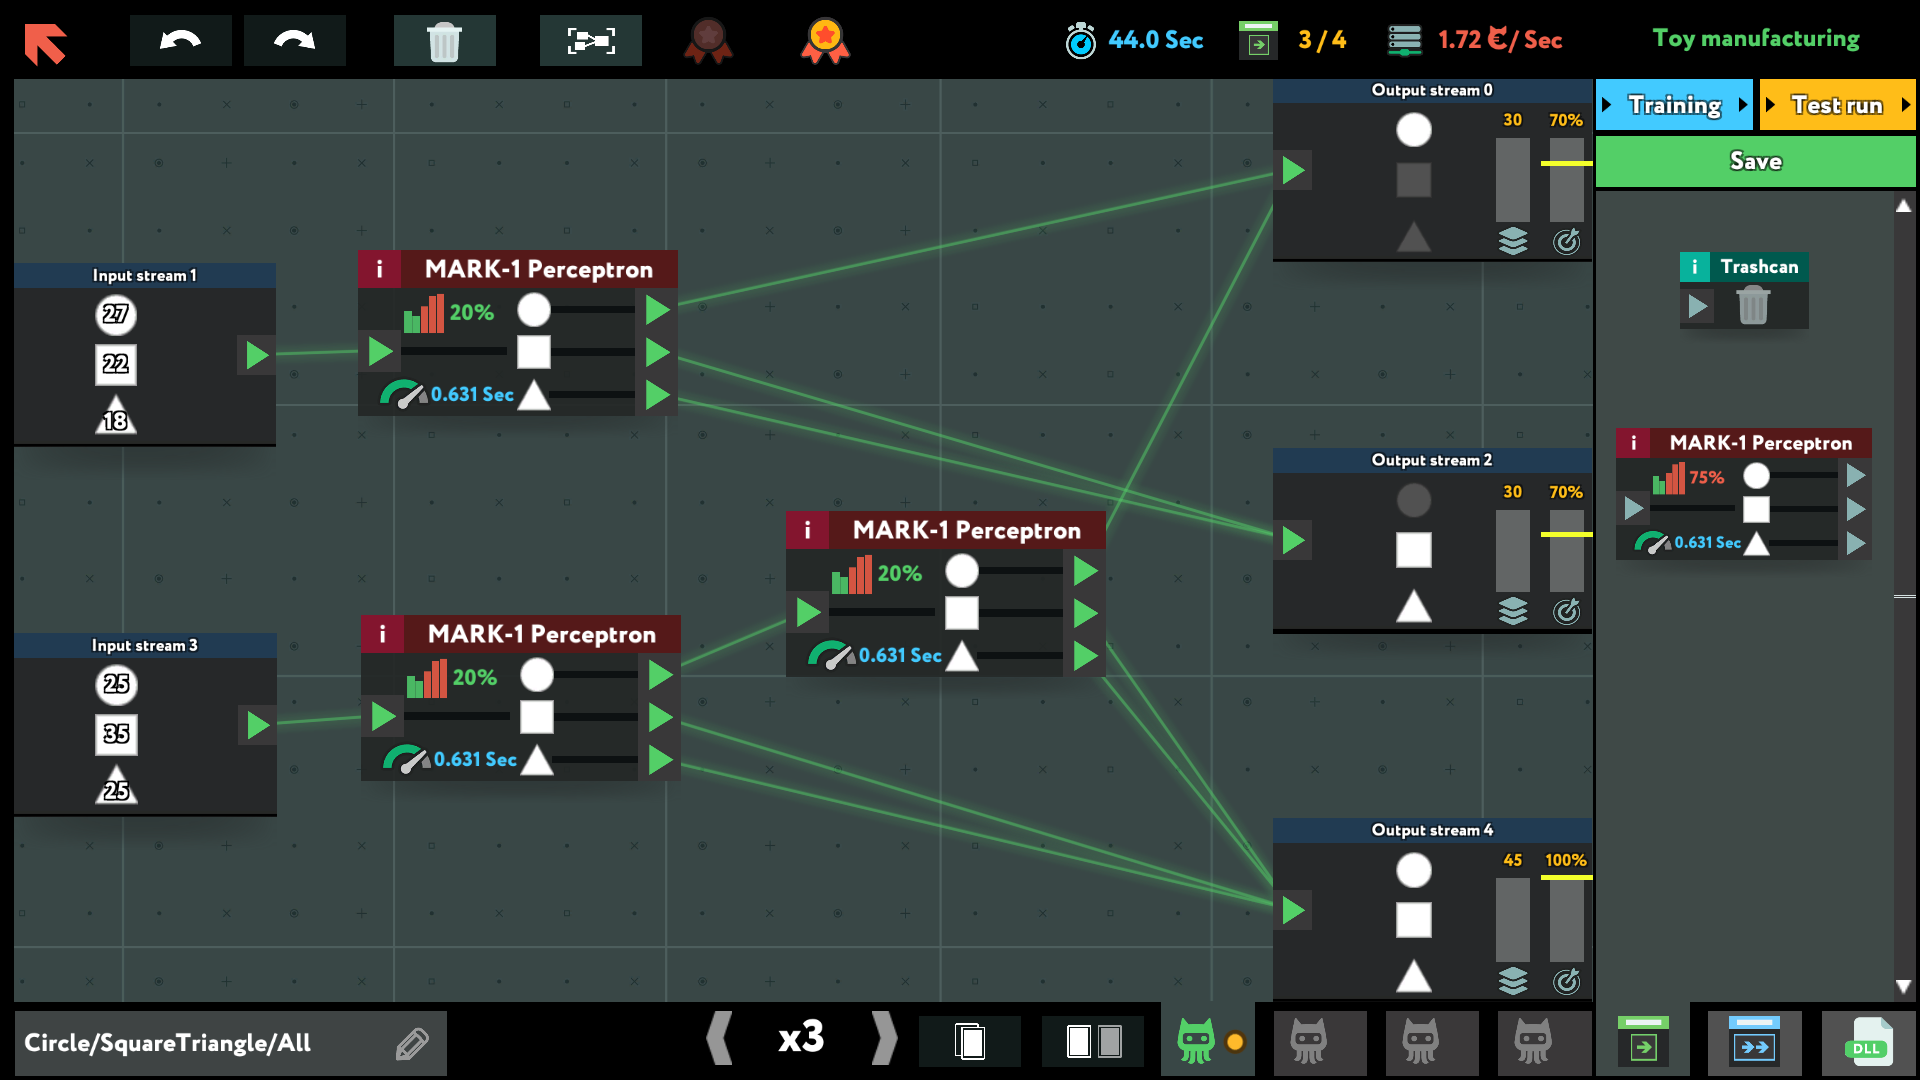 44.0 Sec
3 / 4
1.72 €/ Sec
Toy manufacturing
Training
Test run
Save
Output stream 0
30
70%
Input stream 1
27
22
18
i
MARK-1 Perceptron
20%
0.631 Sec
i
Trashcan
i
MARK-1 Perceptron
75%
0.631 Sec
Output stream 2
30
70%
i
MARK-1 Perceptron
20%
0.631 Sec
Input stream 3
25
35
25
i
MARK-1 Perceptron
20%
0.631 Sec
Output stream 4
45
100%
Circle/SquareTriangle/All
x3
DLL